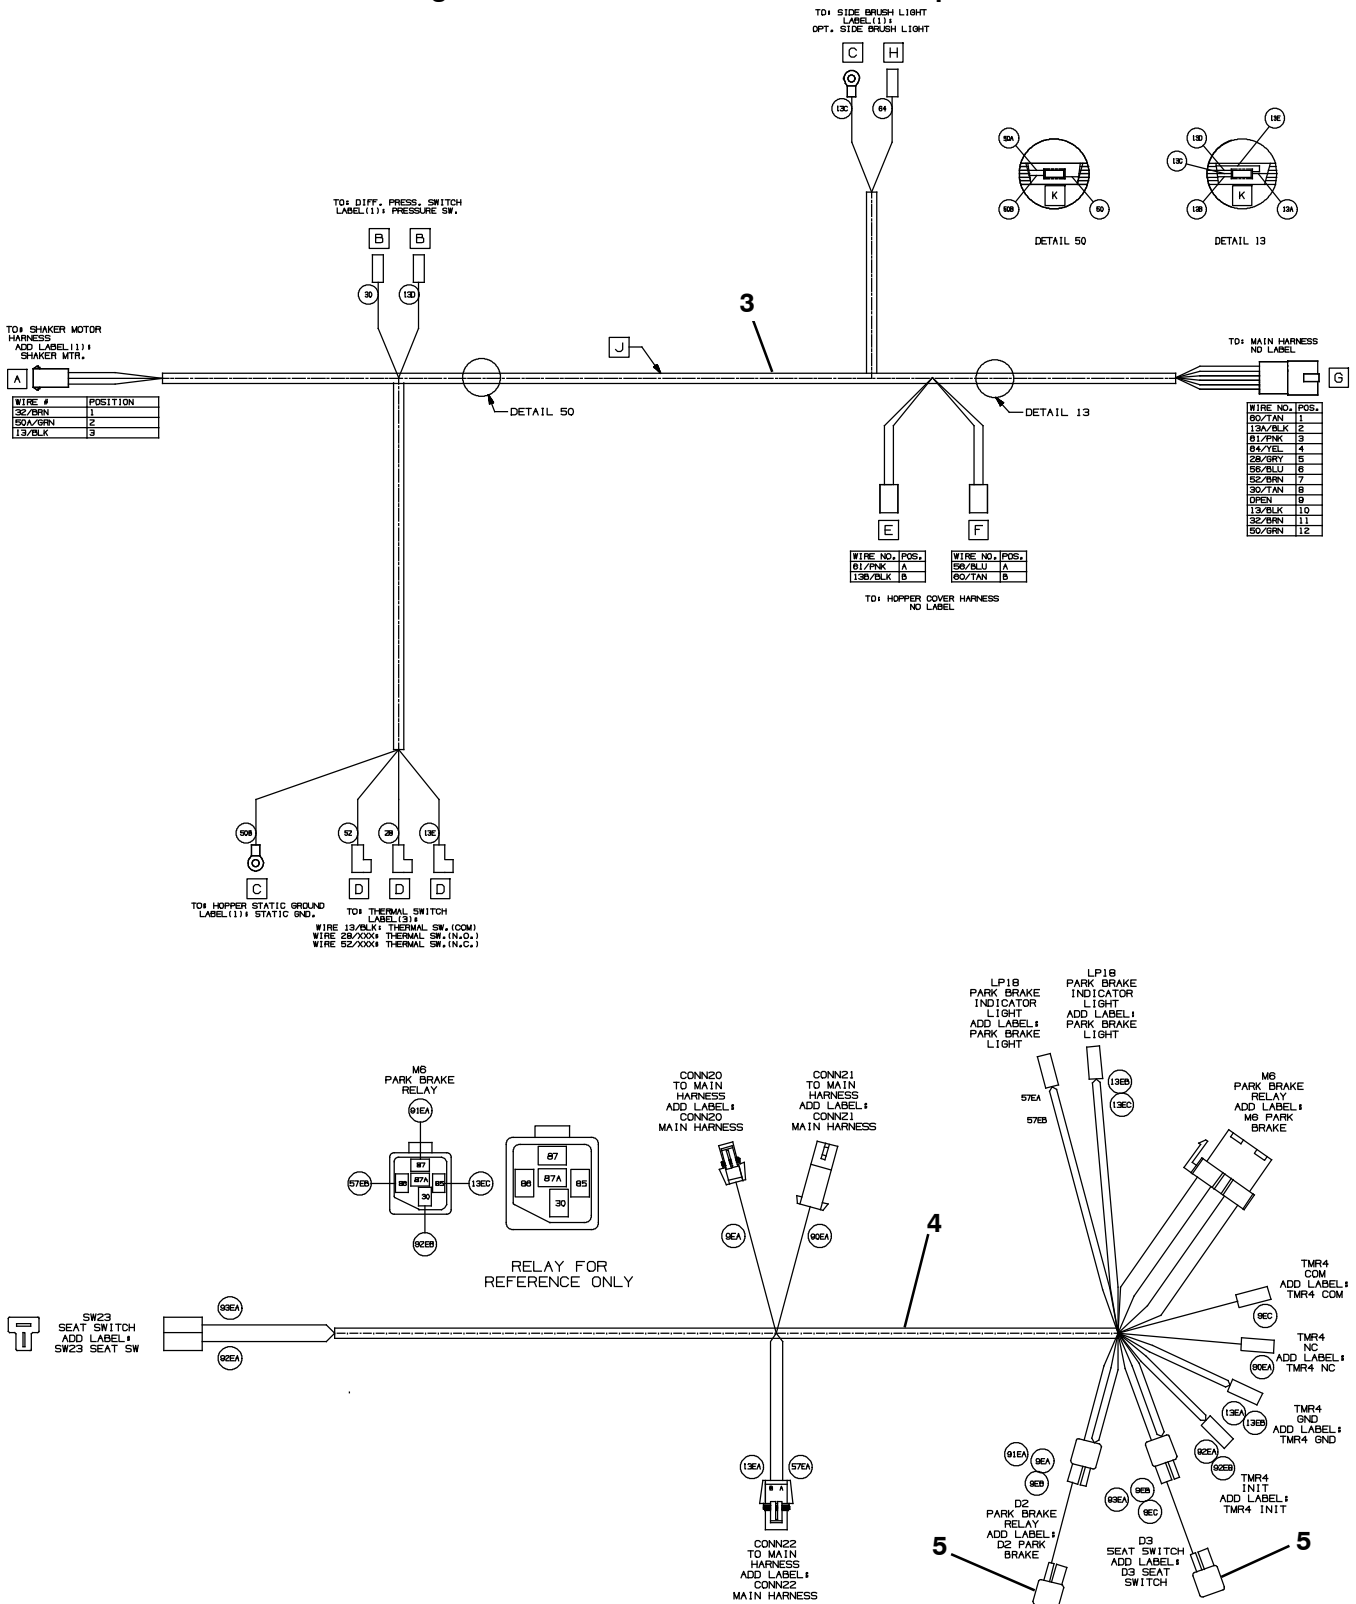 TO: SIDE BRUSH LIGHT
LABEL(1):
OPT. SIDE BRUSH LIGHT
C
H
13C
64
50A
50B
50
K
DETAIL 50
13E
13D
13C
13B
13A
K
DETAIL 13
TO: DIFF. PRESS. SWITCH
LABEL(1): PRESSURE SW.
B
B
30
13D
3
J
TO: SHAKER MOTOR
HARNESS
ADD LABEL(1):
SHAKER MTR.
A
WIRE # POSITION
32/BRN 1
50A/GRN 2
13/BLK 3
DETAIL 50
DETAIL 13
TO: MAIN HARNESS
NO LABEL
G
WIRE NO. POS.
60/TAN 1
13A/BLK 2
61/PNK 3
64/YEL 4
28/GRY 5
56/BLU 6
52/BRN 7
30/TAN 8
OPEN 9
13/BLK 10
32/BRN 11
50/GRN 12
E
F
WIRE NO. POS.
61/PNK A
13B/BLK B
WIRE NO. POS.
56/BLU A
60/TAN B
TO: HOPPER COVER HARNESS
NO LABEL
50B
52
28
13E
C
D
D
D
TO: HOPPER STATIC GROUND
LABEL(1): STATIC GND.
TO: THERMAL SWITCH
LABEL(3):
WIRE 13/BLK: THERMAL SW.(COM)
WIRE 28/XXX: THERMAL SW.(N.O.)
WIRE 52/XXX: THERMAL SW.(N.C.)
LP18
PARK BRAKE
INDICATOR
LIGHT
ADD LABEL:
PARK BRAKE
LIGHT
LP18
PARK BRAKE
INDICATOR
LIGHT
ADD LABEL:
PARK BRAKE
LIGHT
57EA
57EB
13EB
13EC
M6
PARK BRAKE
RELAY
ADD LABEL:
M6 PARK
BRAKE
M6
PARK BRAKE
RELAY
91EA
57EB
13EC
92EB
87
86
87A
85
30
87
86
87A
85
30
RELAY FOR
REFERENCE ONLY
CONN20
TO MAIN
HARNESS
ADD LABEL:
CONN20
MAIN HARNESS
CONN21
TO MAIN
HARNESS
ADD LABEL:
CONN21
MAIN HARNESS
9EA
90EA
4
SW23
SEAT SWITCH
ADD LABEL:
SW23 SEAT SW
93EA
92EA
TMR4
COM
ADD LABEL:
TMR4 COM
9EC
TMR4
NC
ADD LABEL:
TMR4 NC
90EA
TMR4
GND
ADD LABEL:
TMR4 GND
13EA
13EB
TMR4
INIT
ADD LABEL:
TMR4 INIT
92EA
92EB
13EA
57EA
B A
CONN22
TO MAIN
HARNESS
ADD LABEL:
CONN22
MAIN HARNESS
91EA
9EA
9EB
D2
PARK BRAKE
RELAY
ADD LABEL:
D2 PARK
BRAKE
93EA
9EB
9EC
D3
SEAT SWITCH
ADD LABEL:
D3 SEAT
SWITCH
5
5